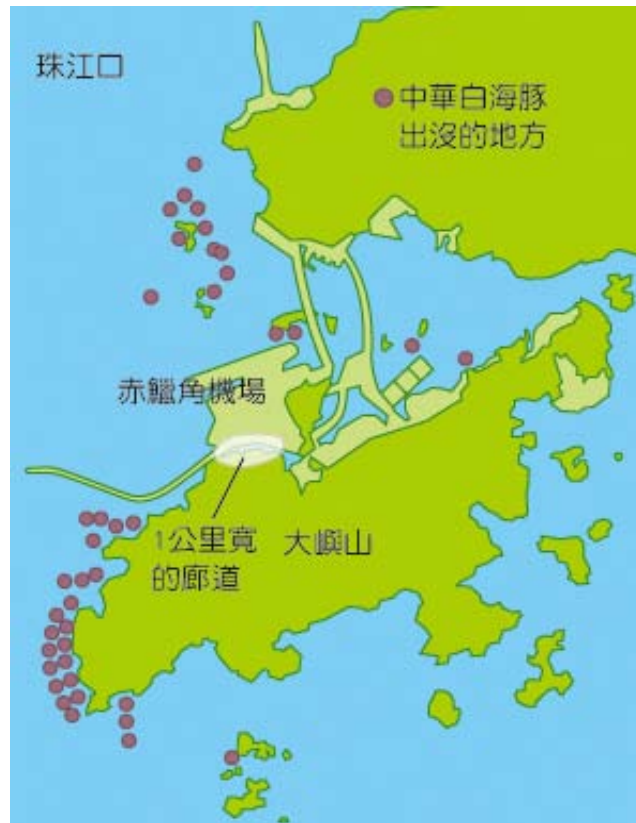 珠江口
中華白海豚
出沒的地方
赤鱲角機場
1公里寬
的廊道
大嶼山